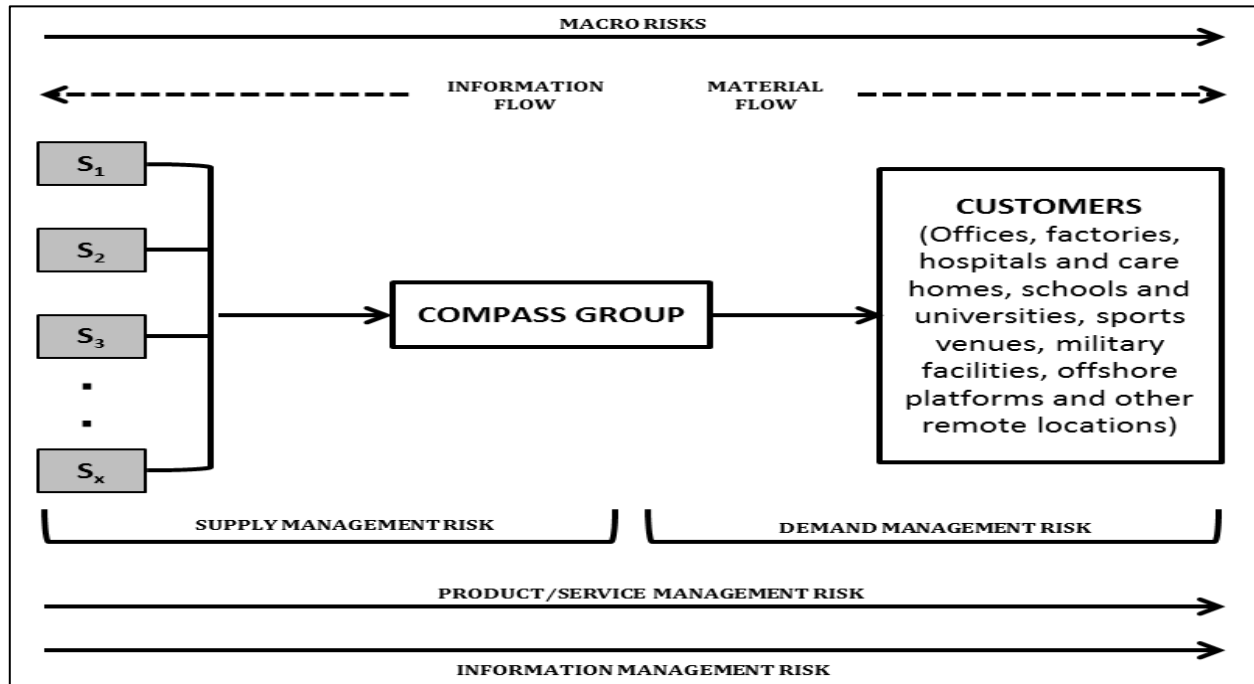 MACRO RISKS
INFORMATION
FLOW
MATERIAL
FLOW
S₁
S₂
S₃
Sₓ
COMPASS GROUP
CUSTOMERS
(Offices, factories,
hospitals and care
homes, schools and
universities, sports
venues, military
facilities, offshore
platforms and other
remote locations)
SUPPLY MANAGEMENT RISK
DEMAND MANAGEMENT RISK
PRODUCT/SERVICE MANAGEMENT RISK
INFORMATION MANAGEMENT RISK